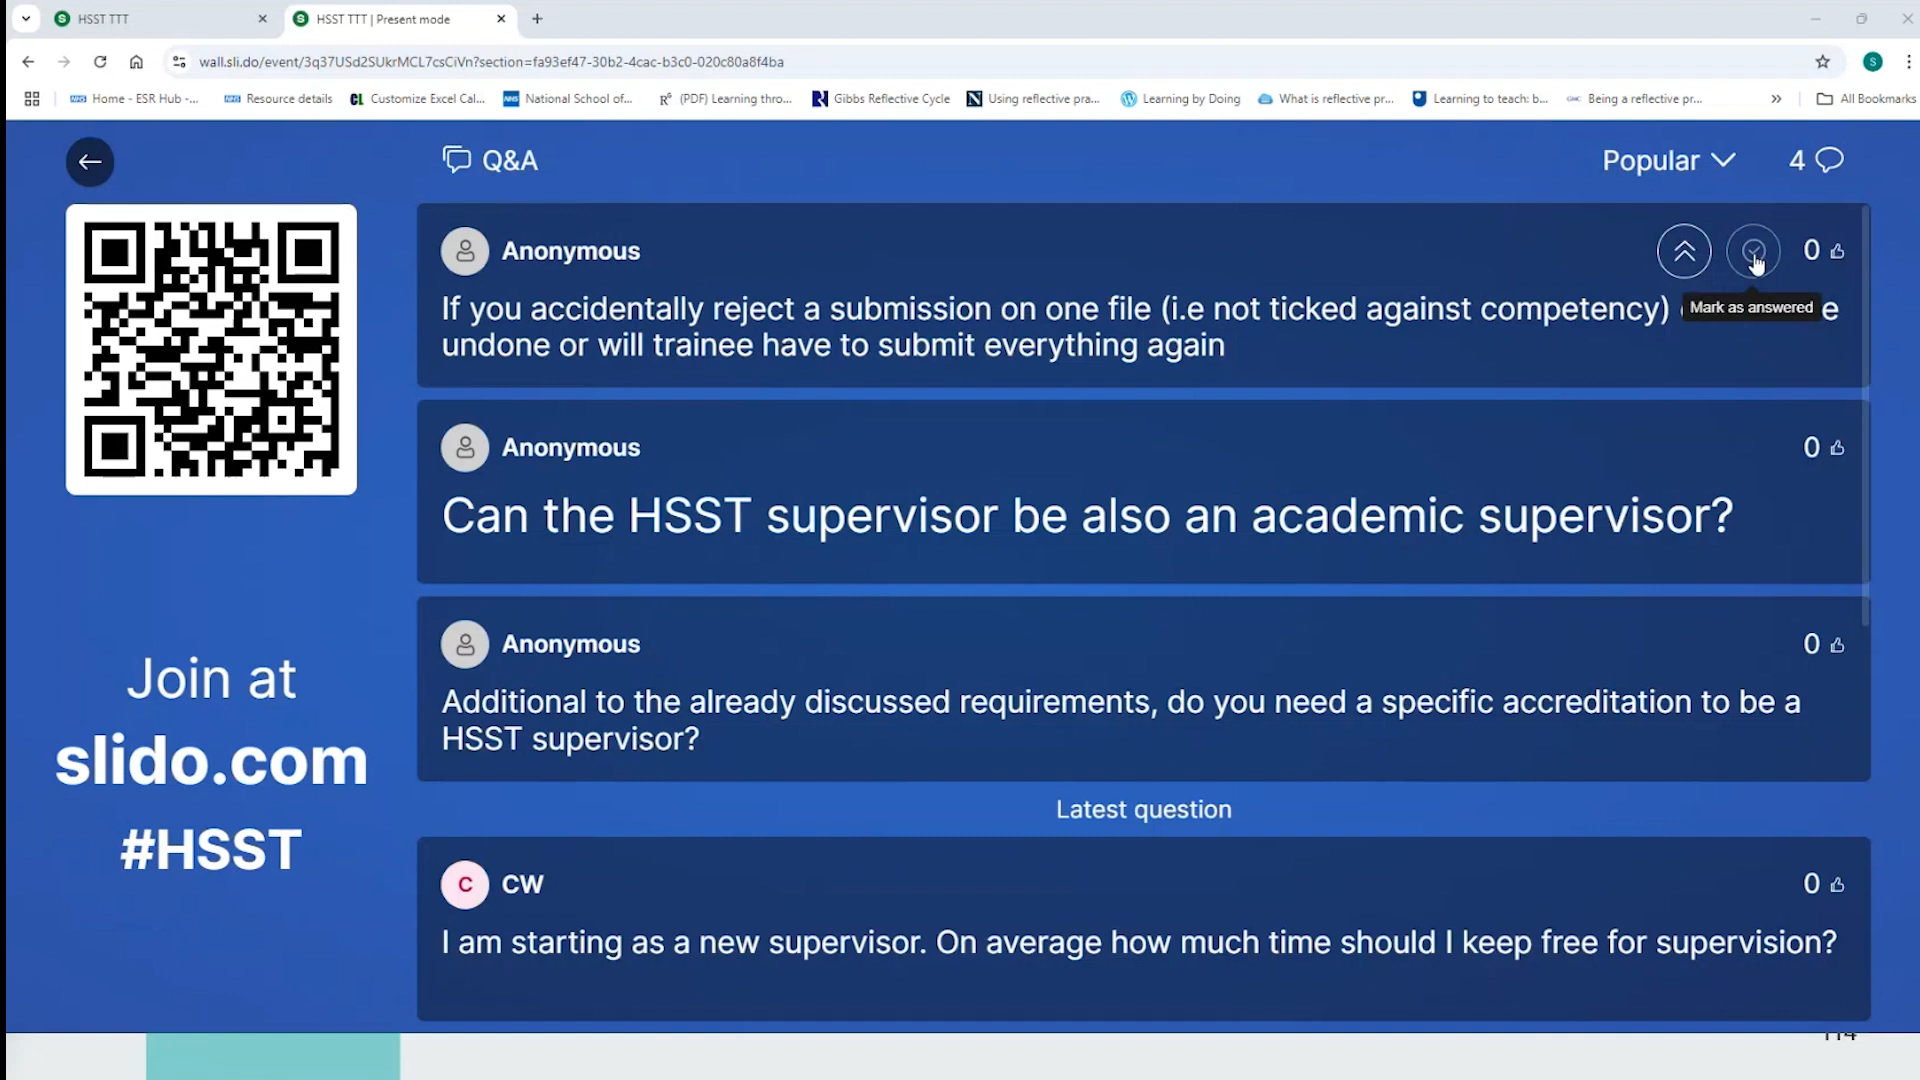 HSST TTT
HSST TTT | Present mode
wall.sli.do/event/3q37USd2SUkrMCL7csCiVn?section=fa93ef47-30b2-4cac-b3c0-020c80a8f4ba
S
Home - ESR Hub -...
Resource details
Customize Excel Cal...
National School of...
(PDF) Learning thro...
Gibbs Reflective Cycle
Using reflective pra...
Learning by Doing
What is reflective pr...
Learning to teach: b...
Being a reflective pr...
All Bookmarks
Q&A
Popular
4
Anonymous
0
If you accidentally reject a submission on one file (i.e not ticked against competency)
Mark as answered
e
undone or will trainee have to submit everything again
Anonymous
0
Can the HSST supervisor be also an academic supervisor?
Anonymous
0
Additional to the already discussed requirements, do you need a specific accreditation to be a
HSST supervisor?
Join at
slido.com
#HSST
Latest question
C
CW
0
I am starting as a new supervisor. On average how much time should I keep free for supervision?